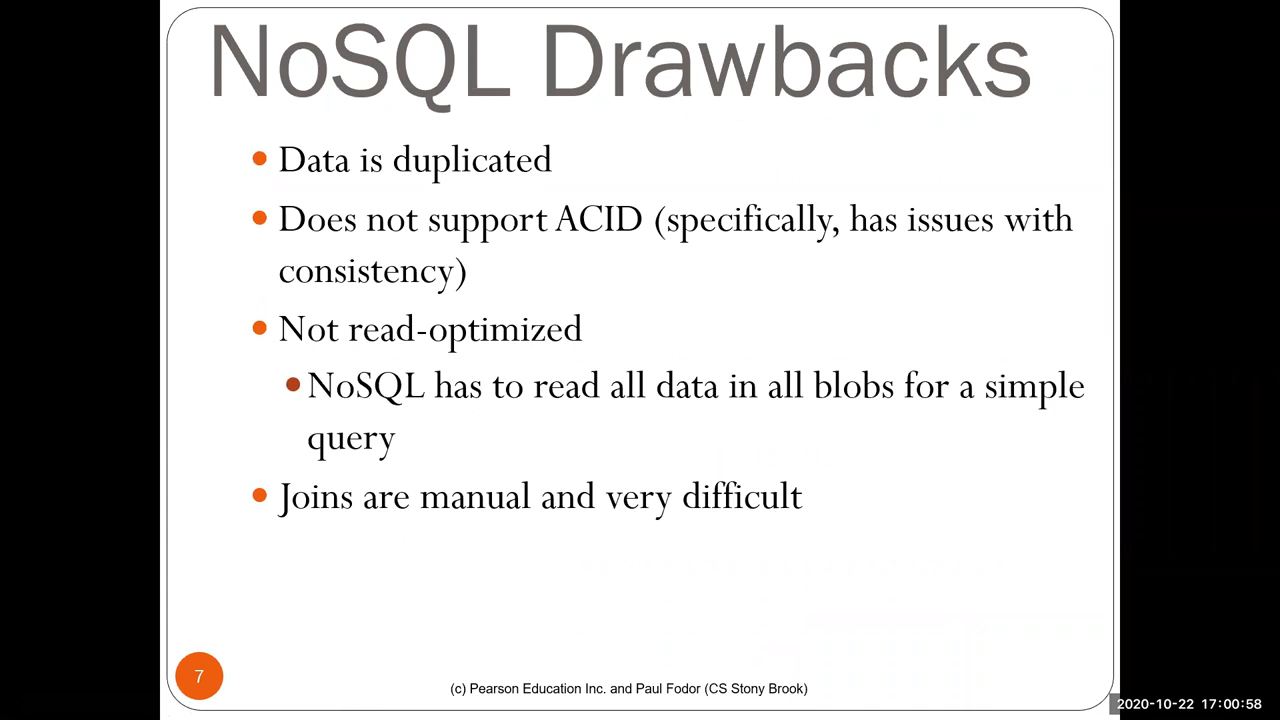 NoSQL Drawbacks
Data is duplicated
Does not support ACID (specifically, has issues with
consistency)
Not read-optimized
NoSQL has to read all data in all blobs for a simple
query
Joins are manual and very difficult
7
(c) Pearson Education Inc. and Paul Fodor (CS Stony Brook)
2020-10-22 17:00:58